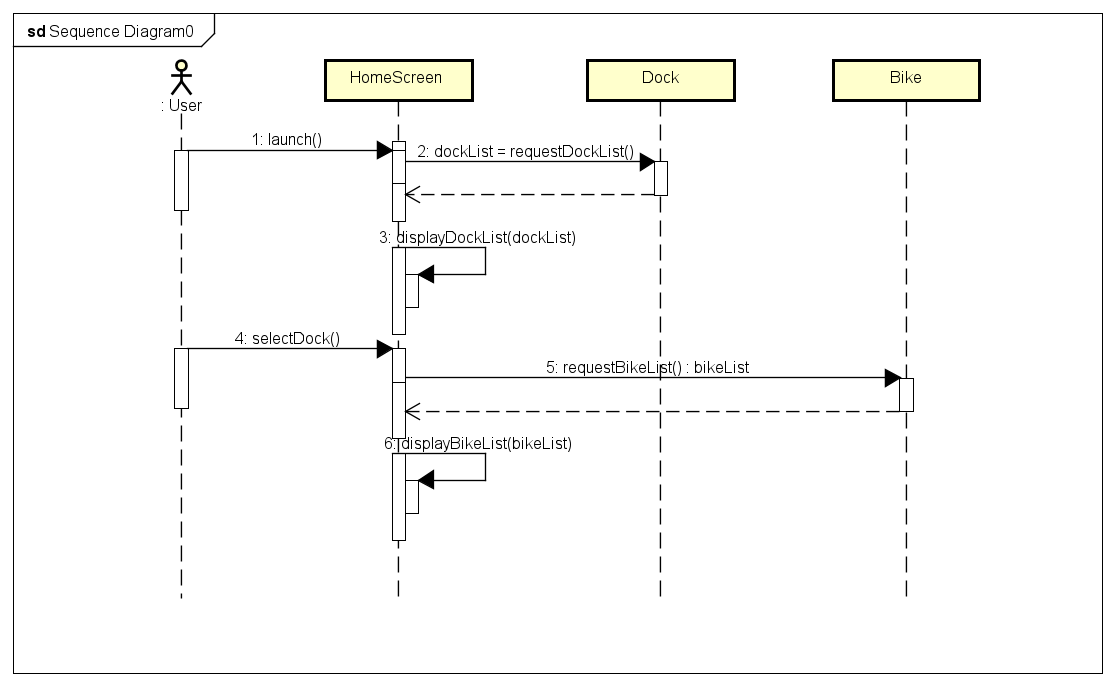 sd Sequence Diagram0
: User
HomeScreen
Dock
Bike
1: launch()
2: dockList = requestDockList()
3: displayDockList(dockList)
4: selectDock()
5: requestBikeList() : bikeList
6: displayBikeList(bikeList)